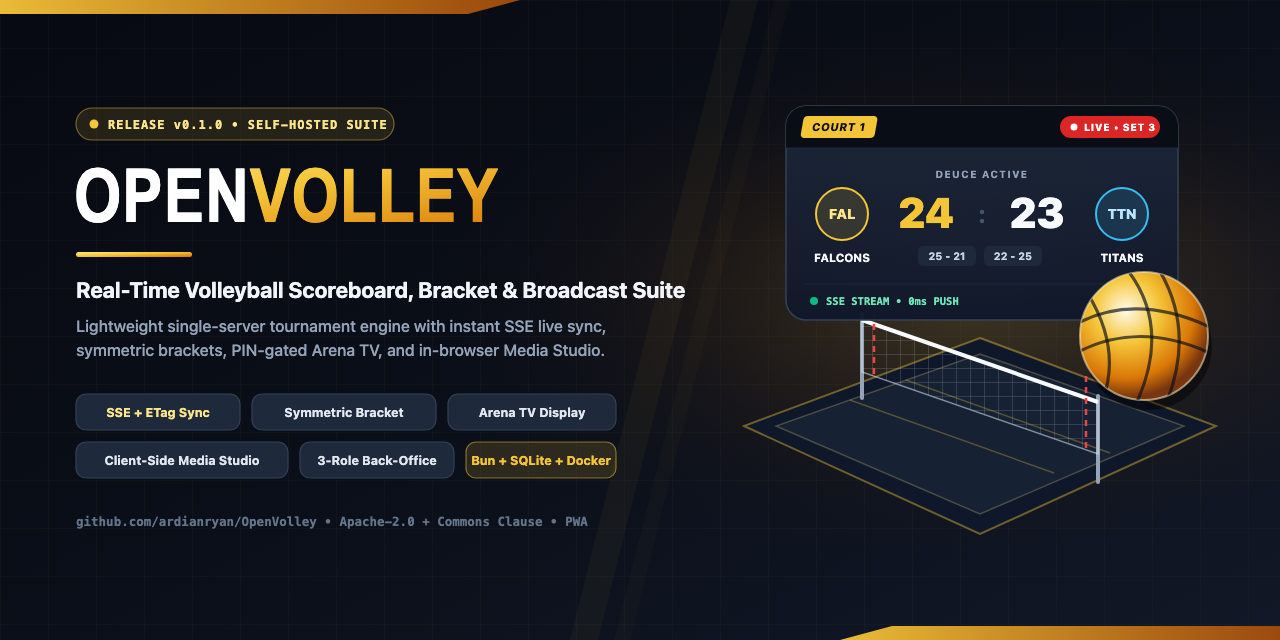 RELEASE v0.1.0 • SELF-HOSTED SUITE
OPENVOLLEY
Real-Time Volleyball Scoreboard, Bracket & Broadcast Suite
Lightweight single-server tournament engine with instant SSE live sync,
symmetric brackets, PIN-gated Arena TV, and in-browser Media Studio.
SSE + ETag Sync
Symmetric Bracket
Arena TV Display
Client-Side Media Studio
3-Role Back-Office
Bun + SQLite + Docker
github.com/ardianryan/OpenVolley • Apache-2.0 + Commons Clause • PWA
COURT 1
LIVE • SET 3
DEUCE ACTIVE
FAL
24 : 23
TTN
FALCONS
25 - 21
22 - 25
TITANS
SSE STREAM • 0ms PUSH